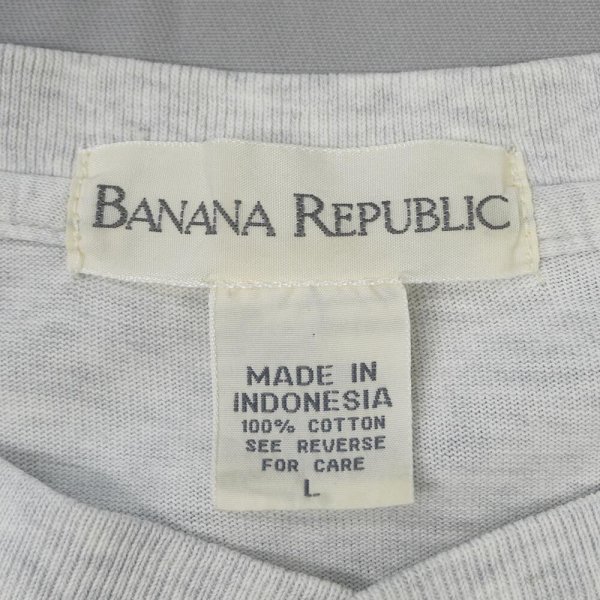 BANANA REPUBLIC
MADE IN
INDONESIA
100% COTTON
SEE REVERSE
FOR CARE
L